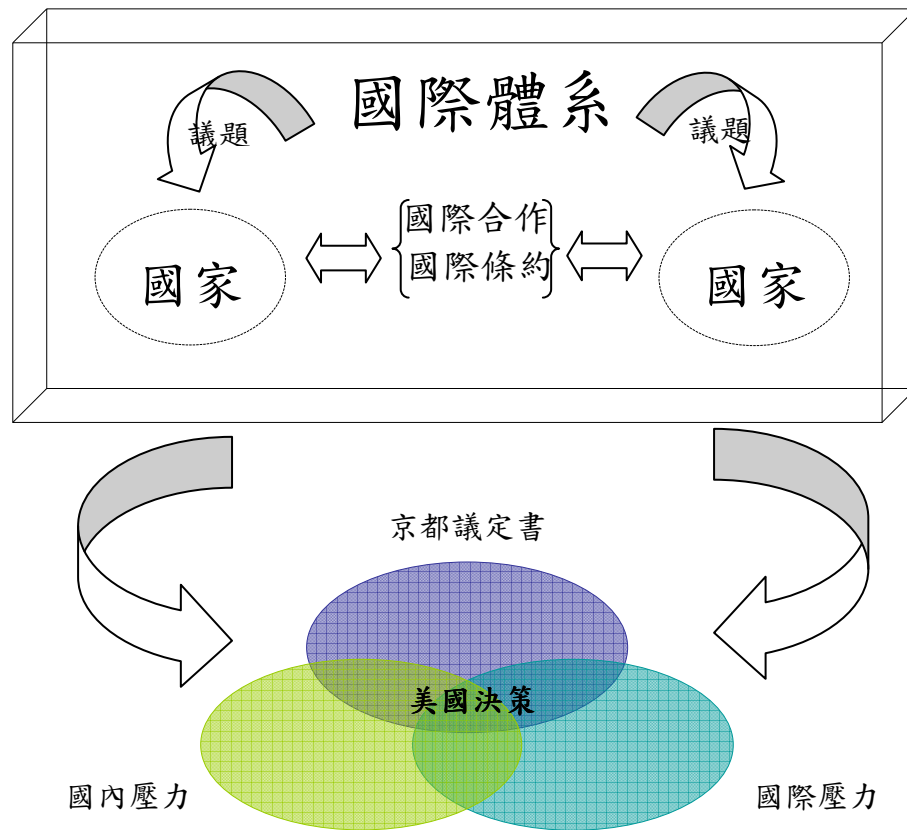 國際體系
議題
議題
國際合作
國際條約
國家
國家
京都議定書
美國決策
國內壓力
國際壓力